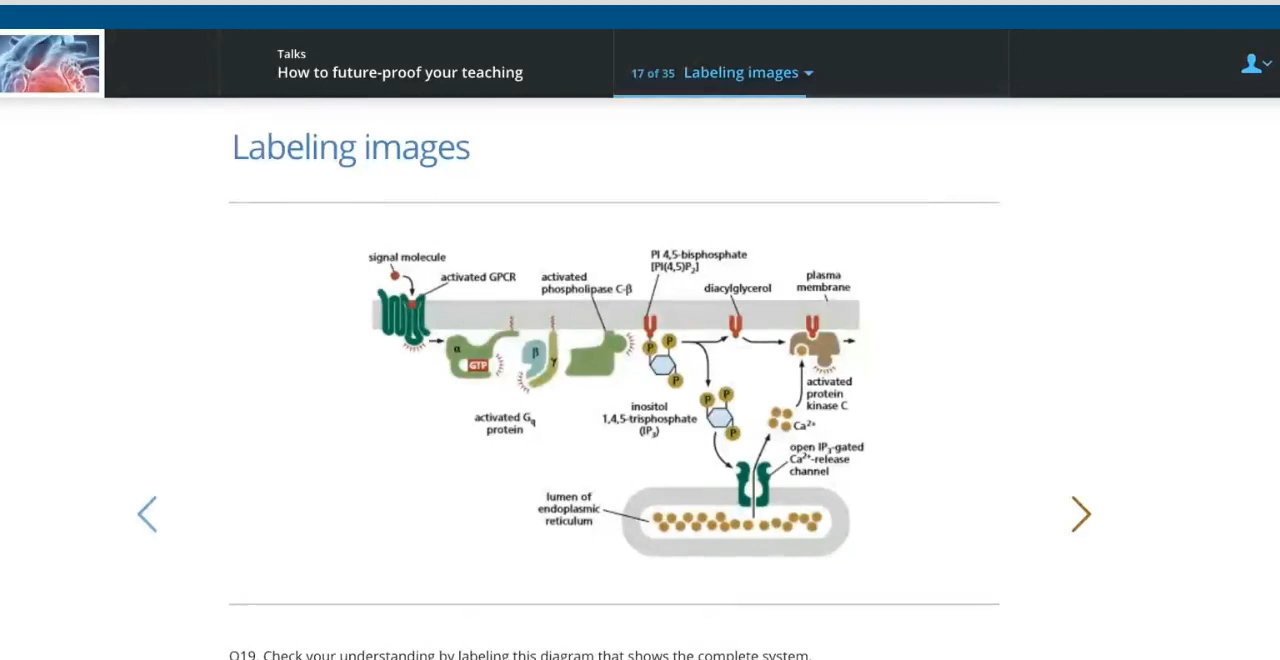 Talks
How to future-proof your teaching
17 of 35 Labeling images
Labeling images
signal molecule
activated GPCR
activated
phospholipase C-β
PI 4,5-bisphosphate
[PI(4,5)P₂]
diacylglycerol
plasma
membrane
α
GTP
β
γ
P
P
P
activated Gq
protein
inositol
1,4,5-trisphosphate
(IP₃)
P
P
P
activated
protein
kinase C
Ca²⁺
open IP₃-gated
Ca²⁺-release
channel
lumen of
endoplasmic
reticulum
Q19. Check your understanding by labeling this diagram that shows the complete system.